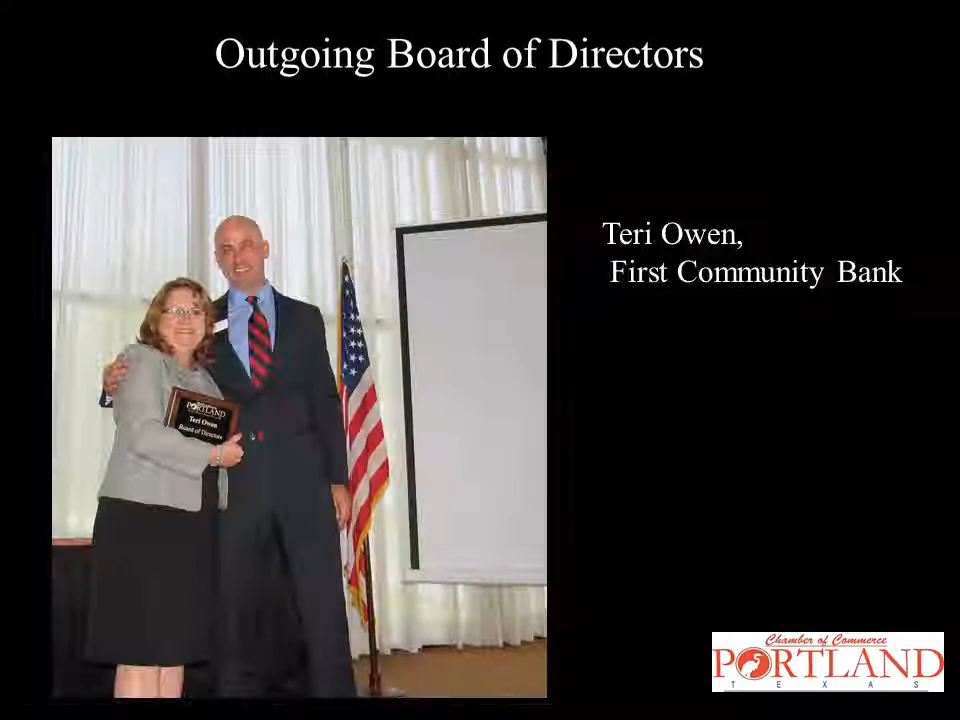 Outgoing Board of Directors
Teri Owen,
First Community Bank
PORTLAND
Teri Owen
Board of Directors
Chamber of Commerce
PORTLAND
TEXAS